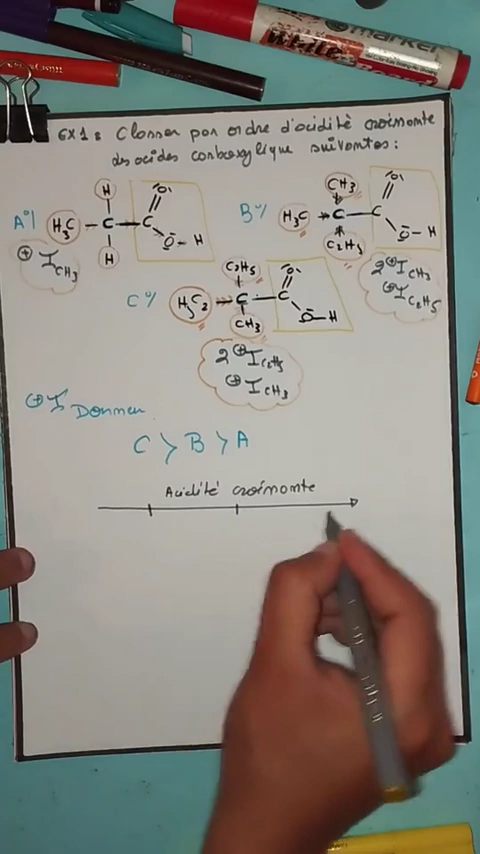 marker
White
EX1: Classer par ordre d'acidité croissante
des acides carboxylique suivantes:
A°/
H₃C – C – C
H
H
O
O – H
⊕ I CH₃
B°/
H₃C – C – C
CH₃
C₂H₅
O
O – H
2⊕ I CH₃
⊕ I C₂H₅
C°/
H₅C₂ – C – C
C₂H₅
CH₃
O
O–H
2⊕ I C₂H₅
⊕ I CH₃
⊕ I Donneur
C > B > A
Acidité croissante